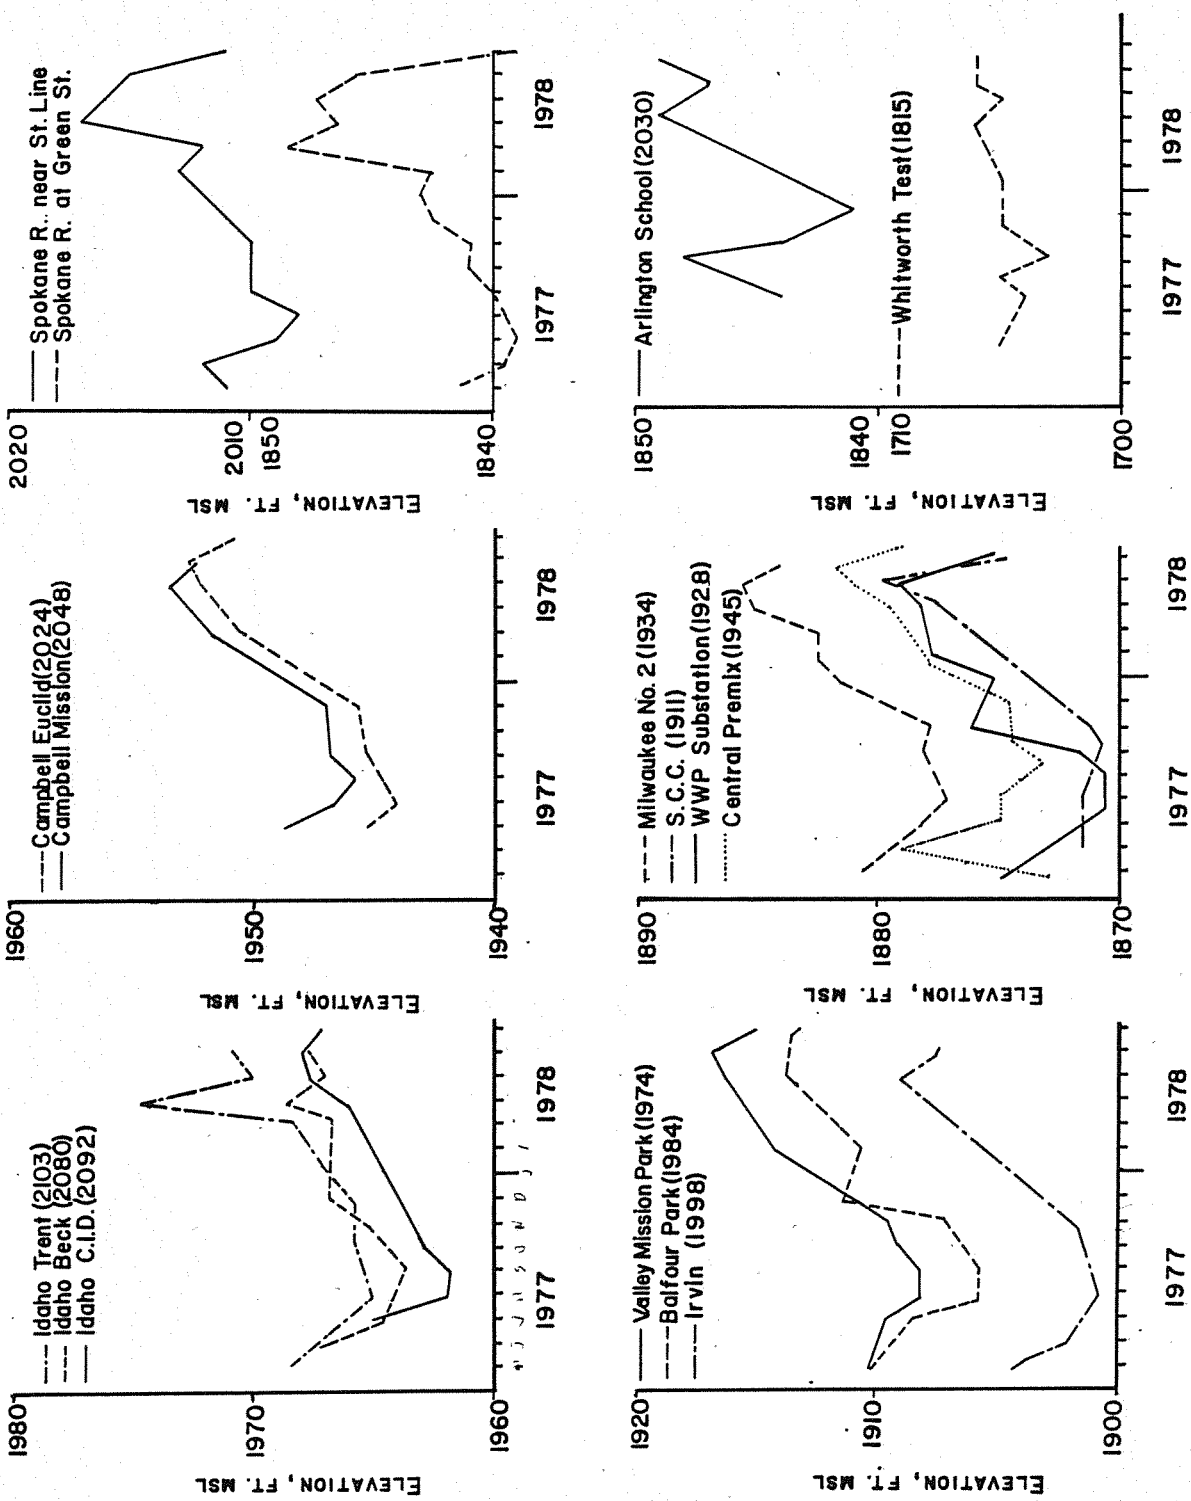 1980
1970
1960
ELEVATION, FT. MSL
Idaho Trent (2103)
Idaho Beck (2080)
Idaho C.I.D. (2092)
1977
1978
1960
1950
1940
ELEVATION, FT. MSL
Campbell Euclid(2024)
Campbell Mission(2048)
1977
1978
2020
2010
1850
1840
ELEVATION, FT. MSL
Spokane R. near St. Line
Spokane R. at Green St.
1977
1978
1920
1910
1900
ELEVATION, FT. MSL
Valley Mission Park(1974)
Balfour Park(1984)
Irvin (1998)
1977
1978
1890
1880
1870
ELEVATION, FT. MSL
Milwaukee No. 2 (1934)
S.C.C. (1911)
WWP Substation(1928)
Central Premix(1945)
1977
1978
1850
1840
1710
1700
ELEVATION, FT. MSL
Arlington School(2030)
Whitworth Test(1815)
1977
1978